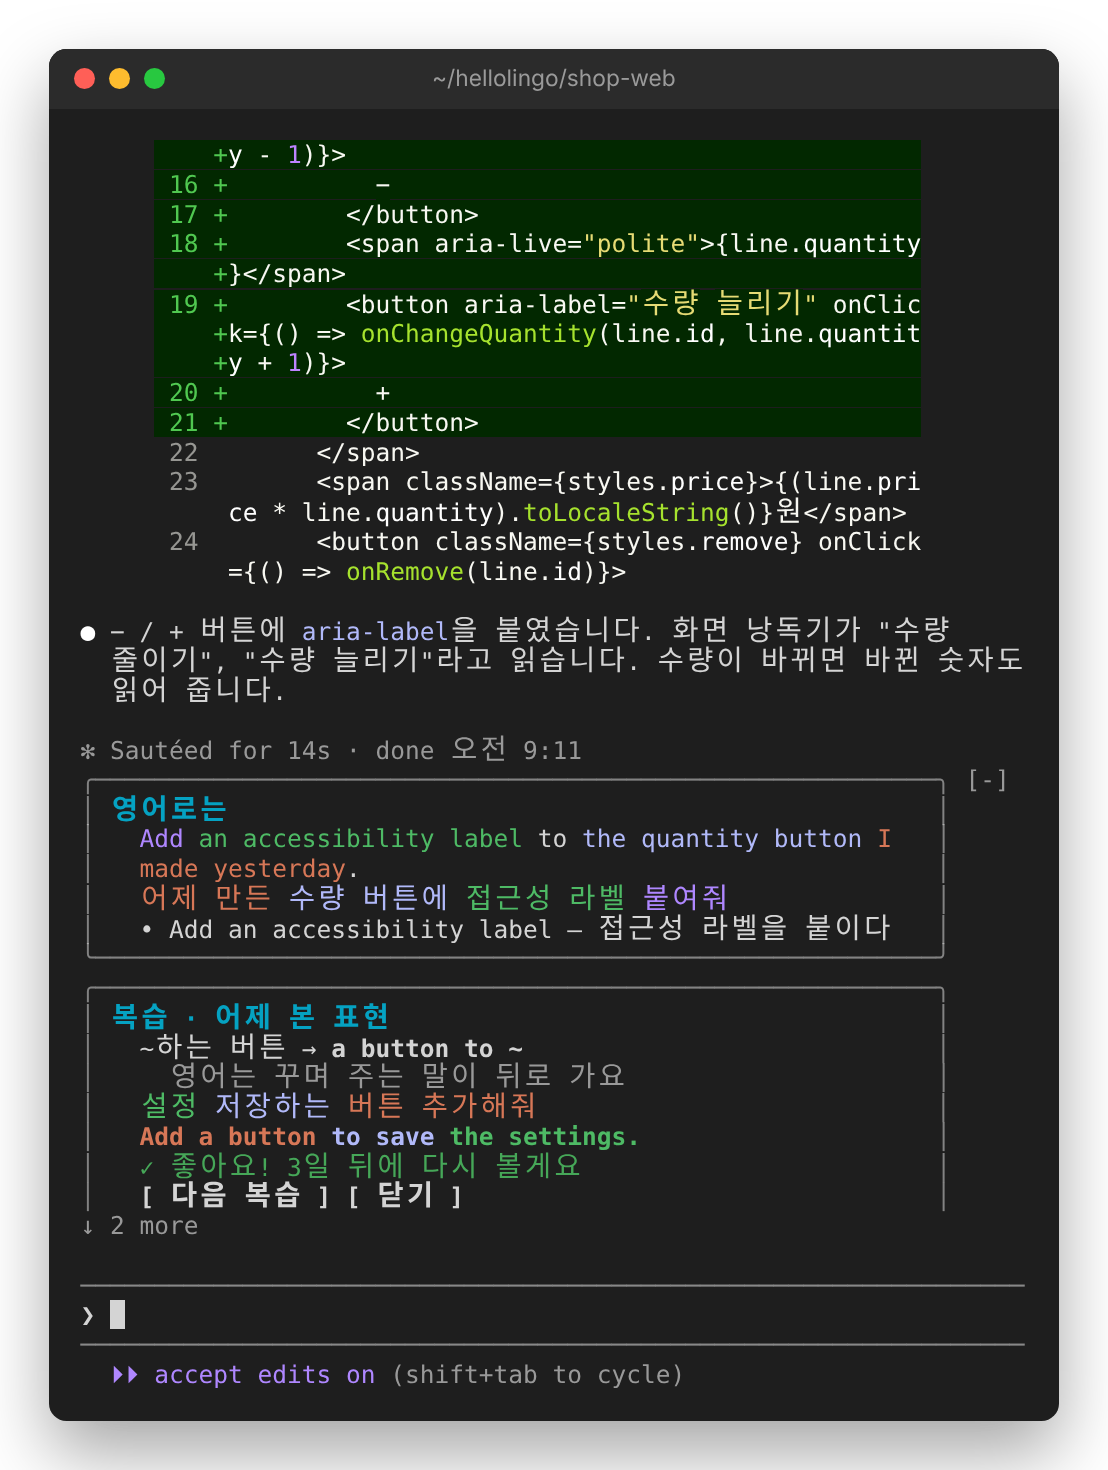 ~/hellolingo/shop-web
+y - 1)}>
16 +          −
17 +        </button>
18 +        <span aria-live="polite">{line.quantity
+}</span>
19 +        <button aria-label="수량 늘리기" onClic
+k={() => onChangeQuantity(line.id, line.quantit
+y + 1)}>
20 +          +
21 +        </button>
22        </span>
23        <span className={styles.price}>{(line.pri
ce * line.quantity).toLocaleString()}원</span>
24        <button className={styles.remove} onClick
={() => onRemove(line.id)}>
● − / + 버튼에 aria-label을 붙였습니다. 화면 낭독기가 "수량
줄이기", "수량 늘리기"라고 읽습니다. 수량이 바뀌면 바뀐 숫자도
읽어 줍니다.
✻ Sautéed for 14s · done 오전 9:11
[-]
영어로는
Add an accessibility label to the quantity button I
made yesterday.
어제 만든 수량 버튼에 접근성 라벨 붙여줘
• Add an accessibility label — 접근성 라벨을 붙이다
복습 · 어제 본 표현
~하는 버튼 → a button to ~
영어는 꾸며 주는 말이 뒤로 가요
설정 저장하는 버튼 추가해줘
Add a button to save the settings.
✓ 좋아요! 3일 뒤에 다시 볼게요
[ 다음 복습 ] [ 닫기 ]
↓ 2 more
❯
⏵⏵ accept edits on (shift+tab to cycle)